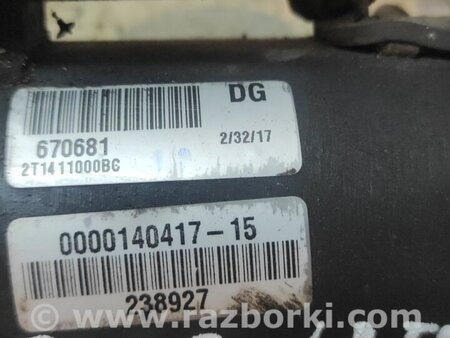 DG
670681
2/32/17
2T1411000BC
0000140417-15
238927
www.razborki.com